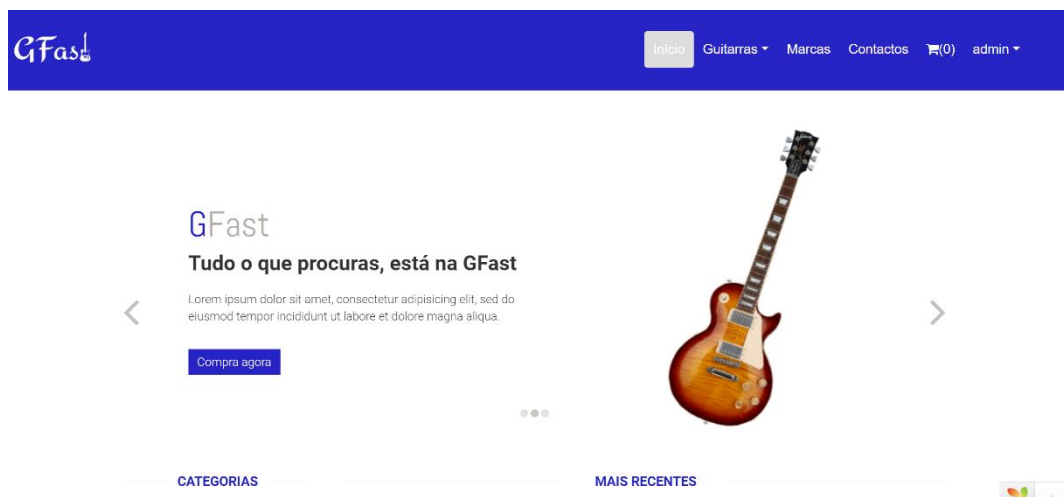 GFast
Início Guitarras Marcas Contactos (0) admin
GFast
Tudo o que procuras, está na GFast
Lorem ipsum dolor sit amet, consectetur adipisicing elit, sed do
eiusmod tempor incididunt ut labore et dolore magna aliqua.
Compra agora
CATEGORIAS
MAIS RECENTES